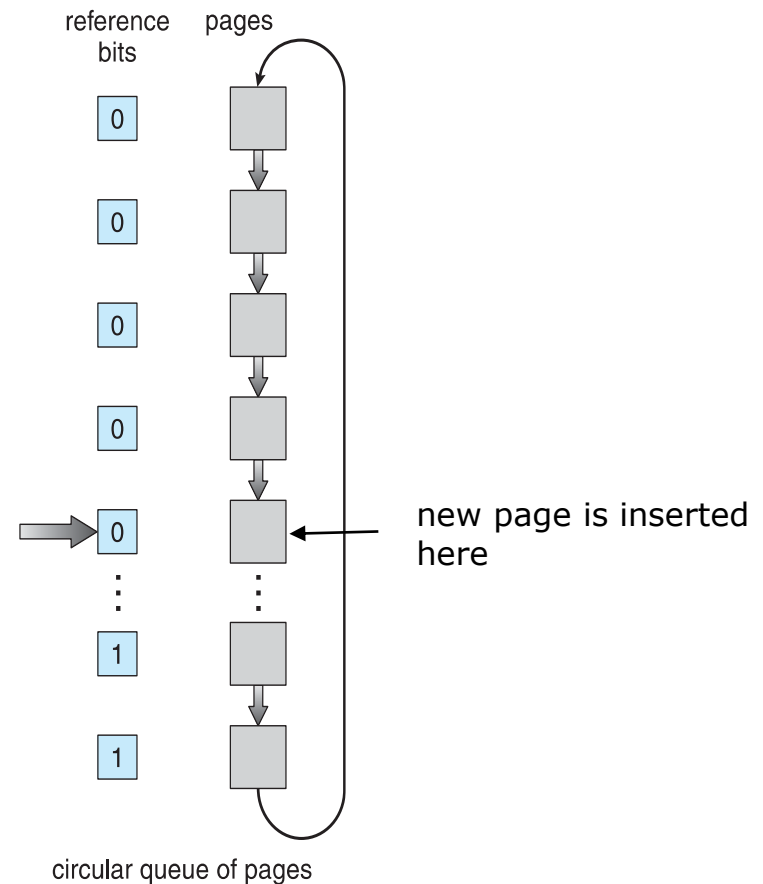 reference pages
bits
0
0
0
0
0
new page is inserted
here
1
1
circular queue of pages